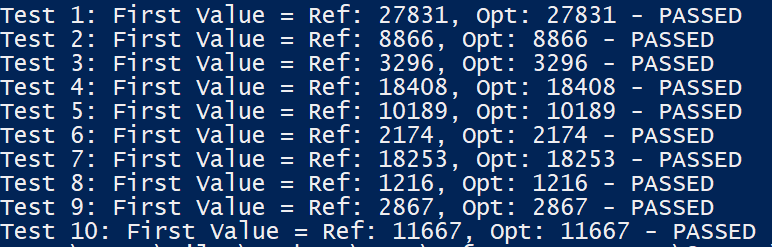 Test 1: First Value = Ref: 27831, Opt: 27831 - PASSED
Test 2: First Value = Ref: 8866, Opt: 8866 - PASSED
Test 3: First Value = Ref: 3296, Opt: 3296 - PASSED
Test 4: First Value = Ref: 18408, Opt: 18408 - PASSED
Test 5: First Value = Ref: 10189, Opt: 10189 - PASSED
Test 6: First Value = Ref: 2174, Opt: 2174 - PASSED
Test 7: First Value = Ref: 18253, Opt: 18253 - PASSED
Test 8: First Value = Ref: 1216, Opt: 1216 - PASSED
Test 9: First Value = Ref: 2867, Opt: 2867 - PASSED
Test 10: First Value = Ref: 11667, Opt: 11667 - PASSED